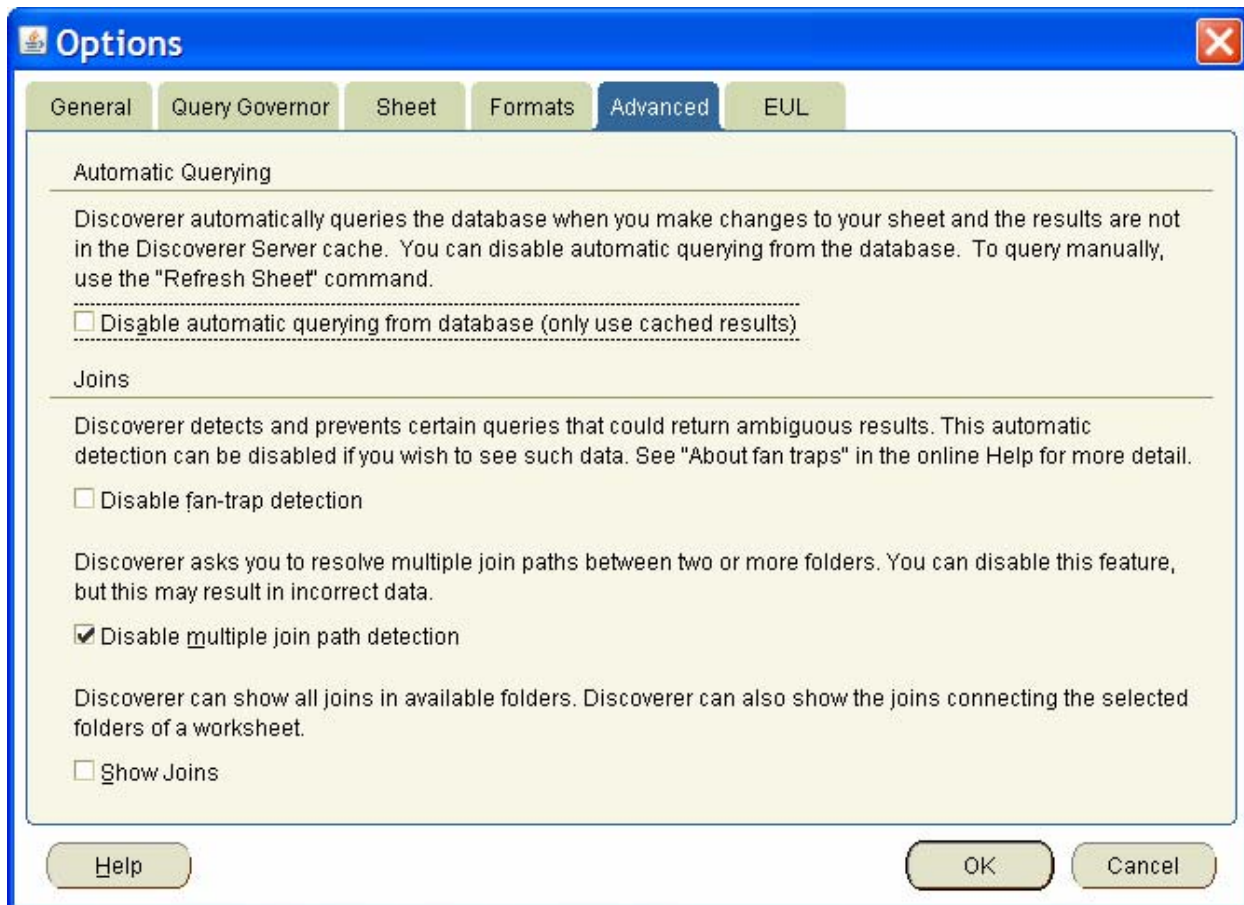 Options
General
Query Governor
Sheet
Formats
Advanced
EUL
Automatic Querying
Discoverer automatically queries the database when you make changes to your sheet and the results are not
in the Discoverer Server cache. You can disable automatic querying from the database. To query manually,
use the "Refresh Sheet" command.
Disable automatic querying from database (only use cached results)
Joins
Discoverer detects and prevents certain queries that could return ambiguous results. This automatic
detection can be disabled if you wish to see such data. See "About fan traps" in the online Help for more detail.
Disable fan-trap detection
Discoverer asks you to resolve multiple join paths between two or more folders. You can disable this feature,
but this may result in incorrect data.
Disable multiple join path detection
Discoverer can show all joins in available folders. Discoverer can also show the joins connecting the selected
folders of a worksheet.
Show Joins
Help
OK
Cancel